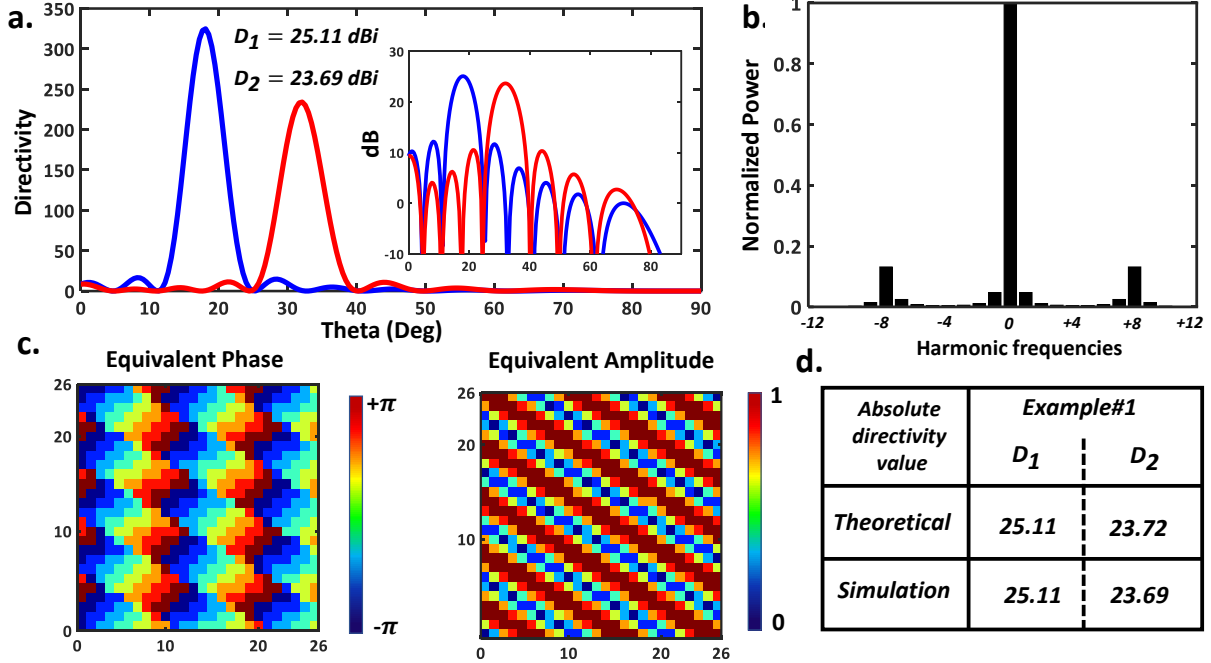 a.
350
300
250
200
150
100
50
0
Directivity
D1 = 25.11 dBi
D2 = 23.69 dBi
30
20
10
0
-10
dB
0 20 40 60 80
0 10 20 30 40 50 60 70 80 90
Theta (Deg)
b.
1
0.8
0.6
0.4
0.2
0
Normalized Power
-12 -8 -4 0 +4 +8 +12
Harmonic frequencies
c.
Equivalent Phase
26
20
10
0
0 10 20 26
+π
-π
Equivalent Amplitude
26
20
10
0 10 20 26
1
0
d.
Absolute directivity value
Example#1
D1 D2
Theoretical 25.11 23.72
Simulation 25.11 23.69